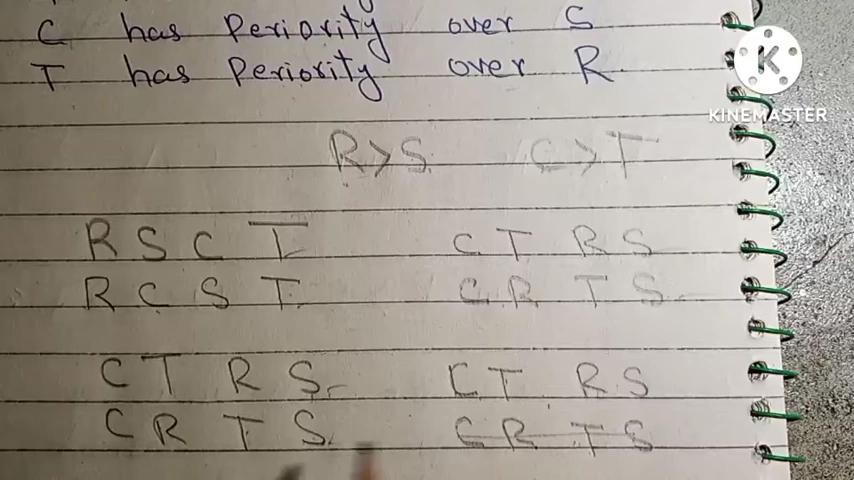 C has Periority over S
T has Periority over R
KINEMASTER
R>S C>T
R S C T C T R S
R C S T C R T S
C T R S C T R S
C R T S C R T S